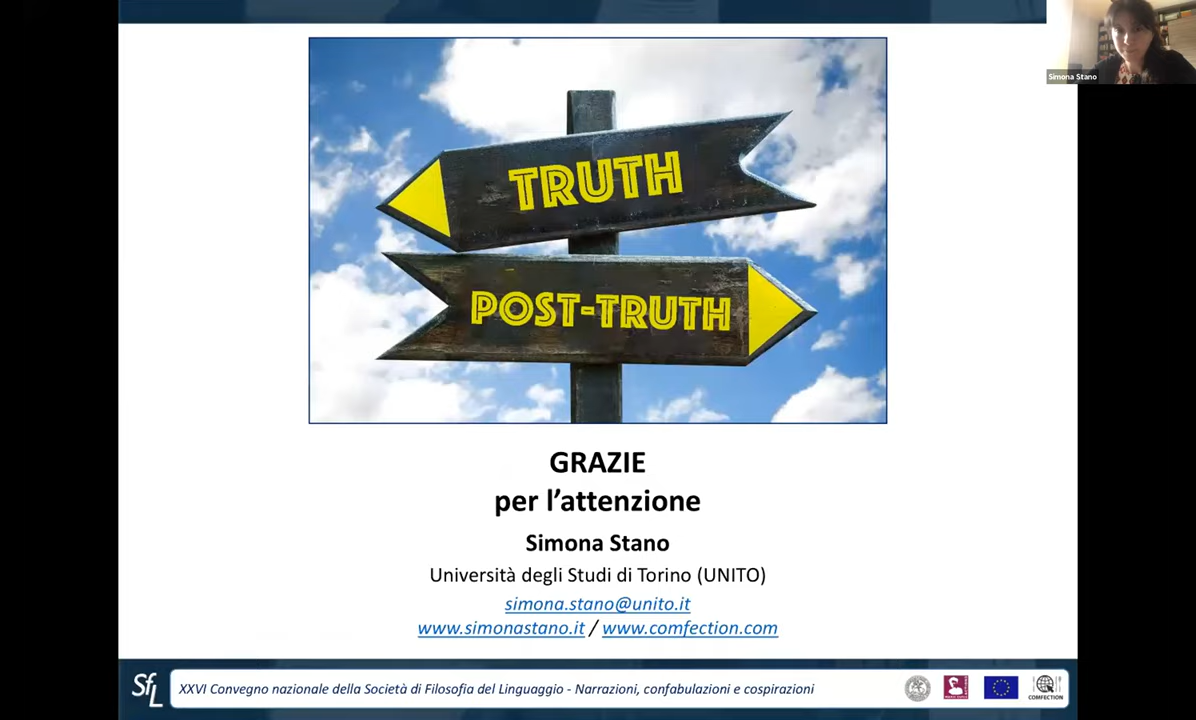 Simona Stano
TRUTH
POST-TRUTH
GRAZIE
per l’attenzione
Simona Stano
Università degli Studi di Torino (UNITO)
simona.stano@unito.it
www.simonastano.it / www.comfection.com
SfL
XXVI Convegno nazionale della Società di Filosofia del Linguaggio - Narrazioni, confabulazioni e cospirazioni
COMFECTION